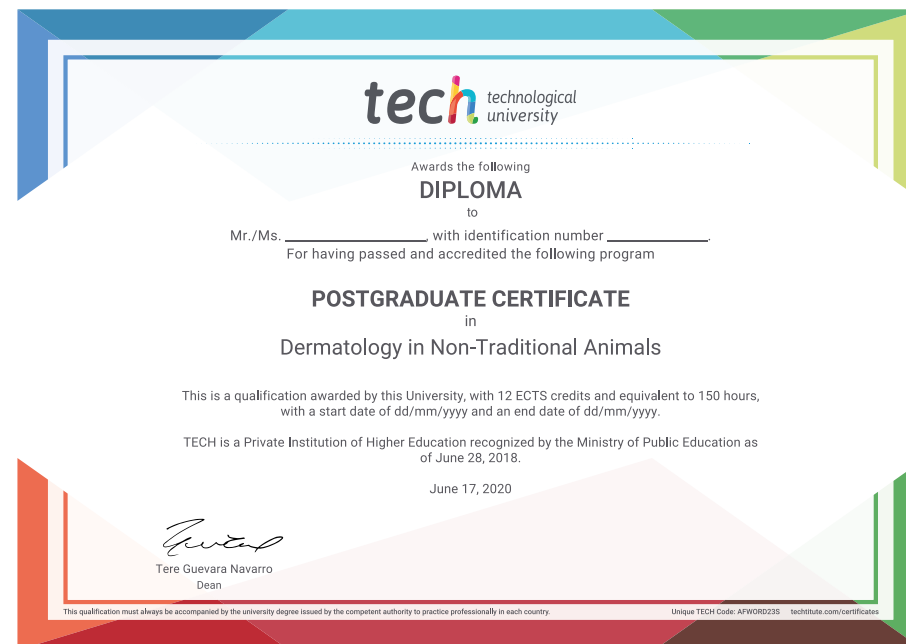 tech technological
university
Awards the following
DIPLOMA
to
Mr./Ms. ____________, with identification number ____________.
For having passed and accredited the following program
POSTGRADUATE CERTIFICATE
in
Dermatology in Non-Traditional Animals
This is a qualification awarded by this University, with 12 ECTS credits and equivalent to 150 hours,
with a start date of dd/mm/yyyy and an end date of dd/mm/yyyy.
TECH is a Private Institution of Higher Education recognized by the Ministry of Public Education as
of June 28, 2018.
June 17, 2020
Tere Guevara Navarro
Dean
This qualification must always be accompanied by the university degree issued by the competent authority to practice professionally in each country. Unique TECH Code: AFWORD23S techtitute.com/certificates